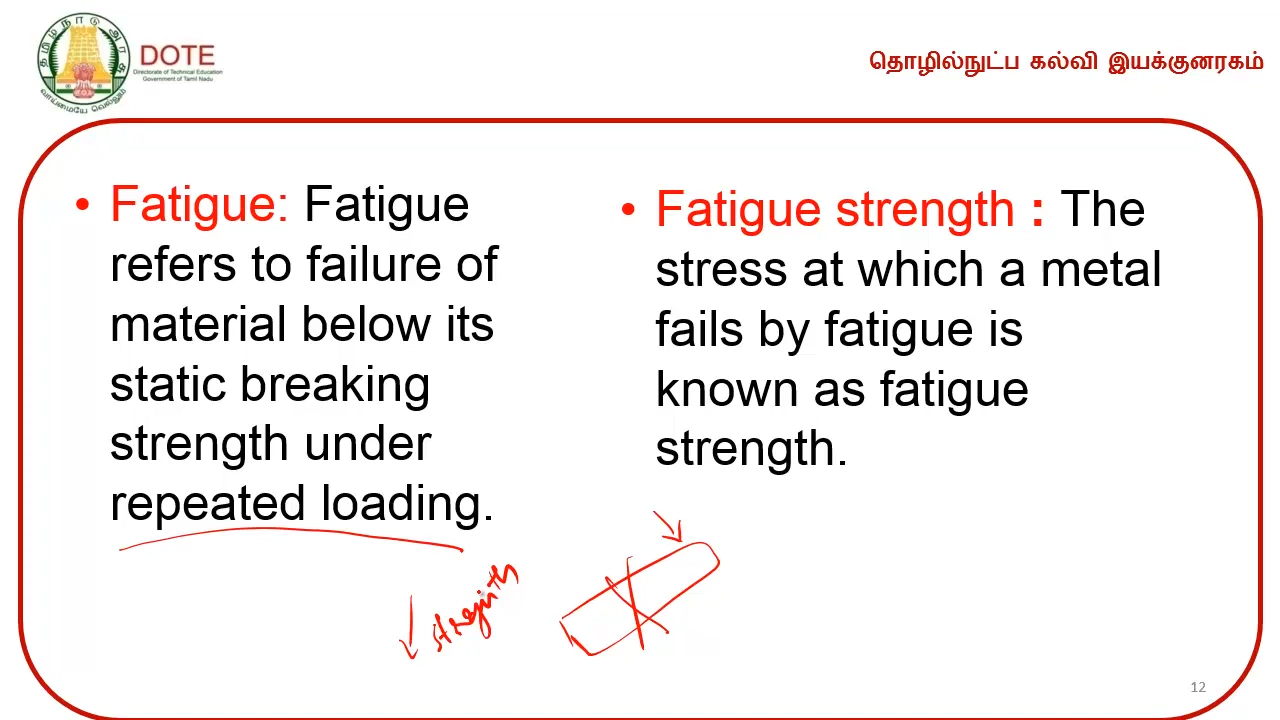 தமிழ்நாடு அரசு
வாய்மையே வெல்லும்
DOTE
Directorate of Technical Education
Government of Tamil Nadu
தொழில்நுட்ப கல்வி இயக்குனரகம்
• Fatigue: Fatigue
refers to failure of
material below its
static breaking
strength under
repeated loading.
• Fatigue strength : The
stress at which a metal
fails by fatigue is
known as fatigue
strength.
12